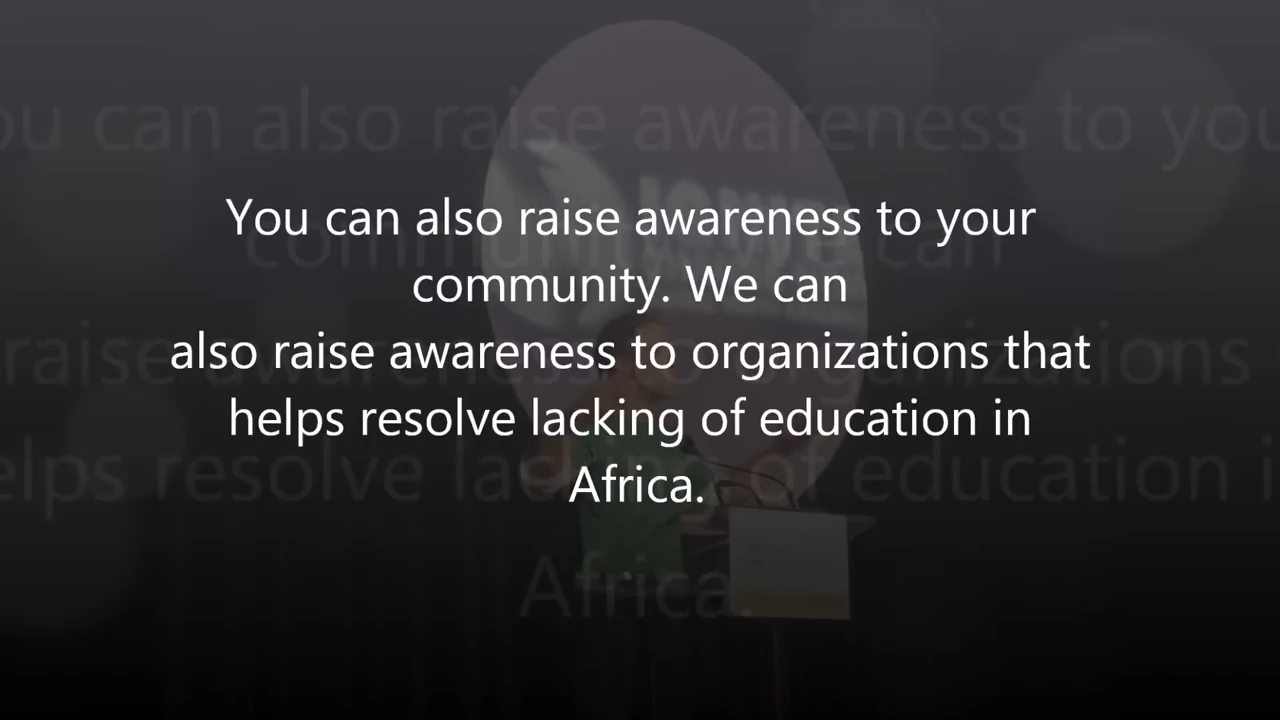 You can also raise awareness to your
community. We can
also raise awareness to organizations that
helps resolve lacking of education in
Africa.